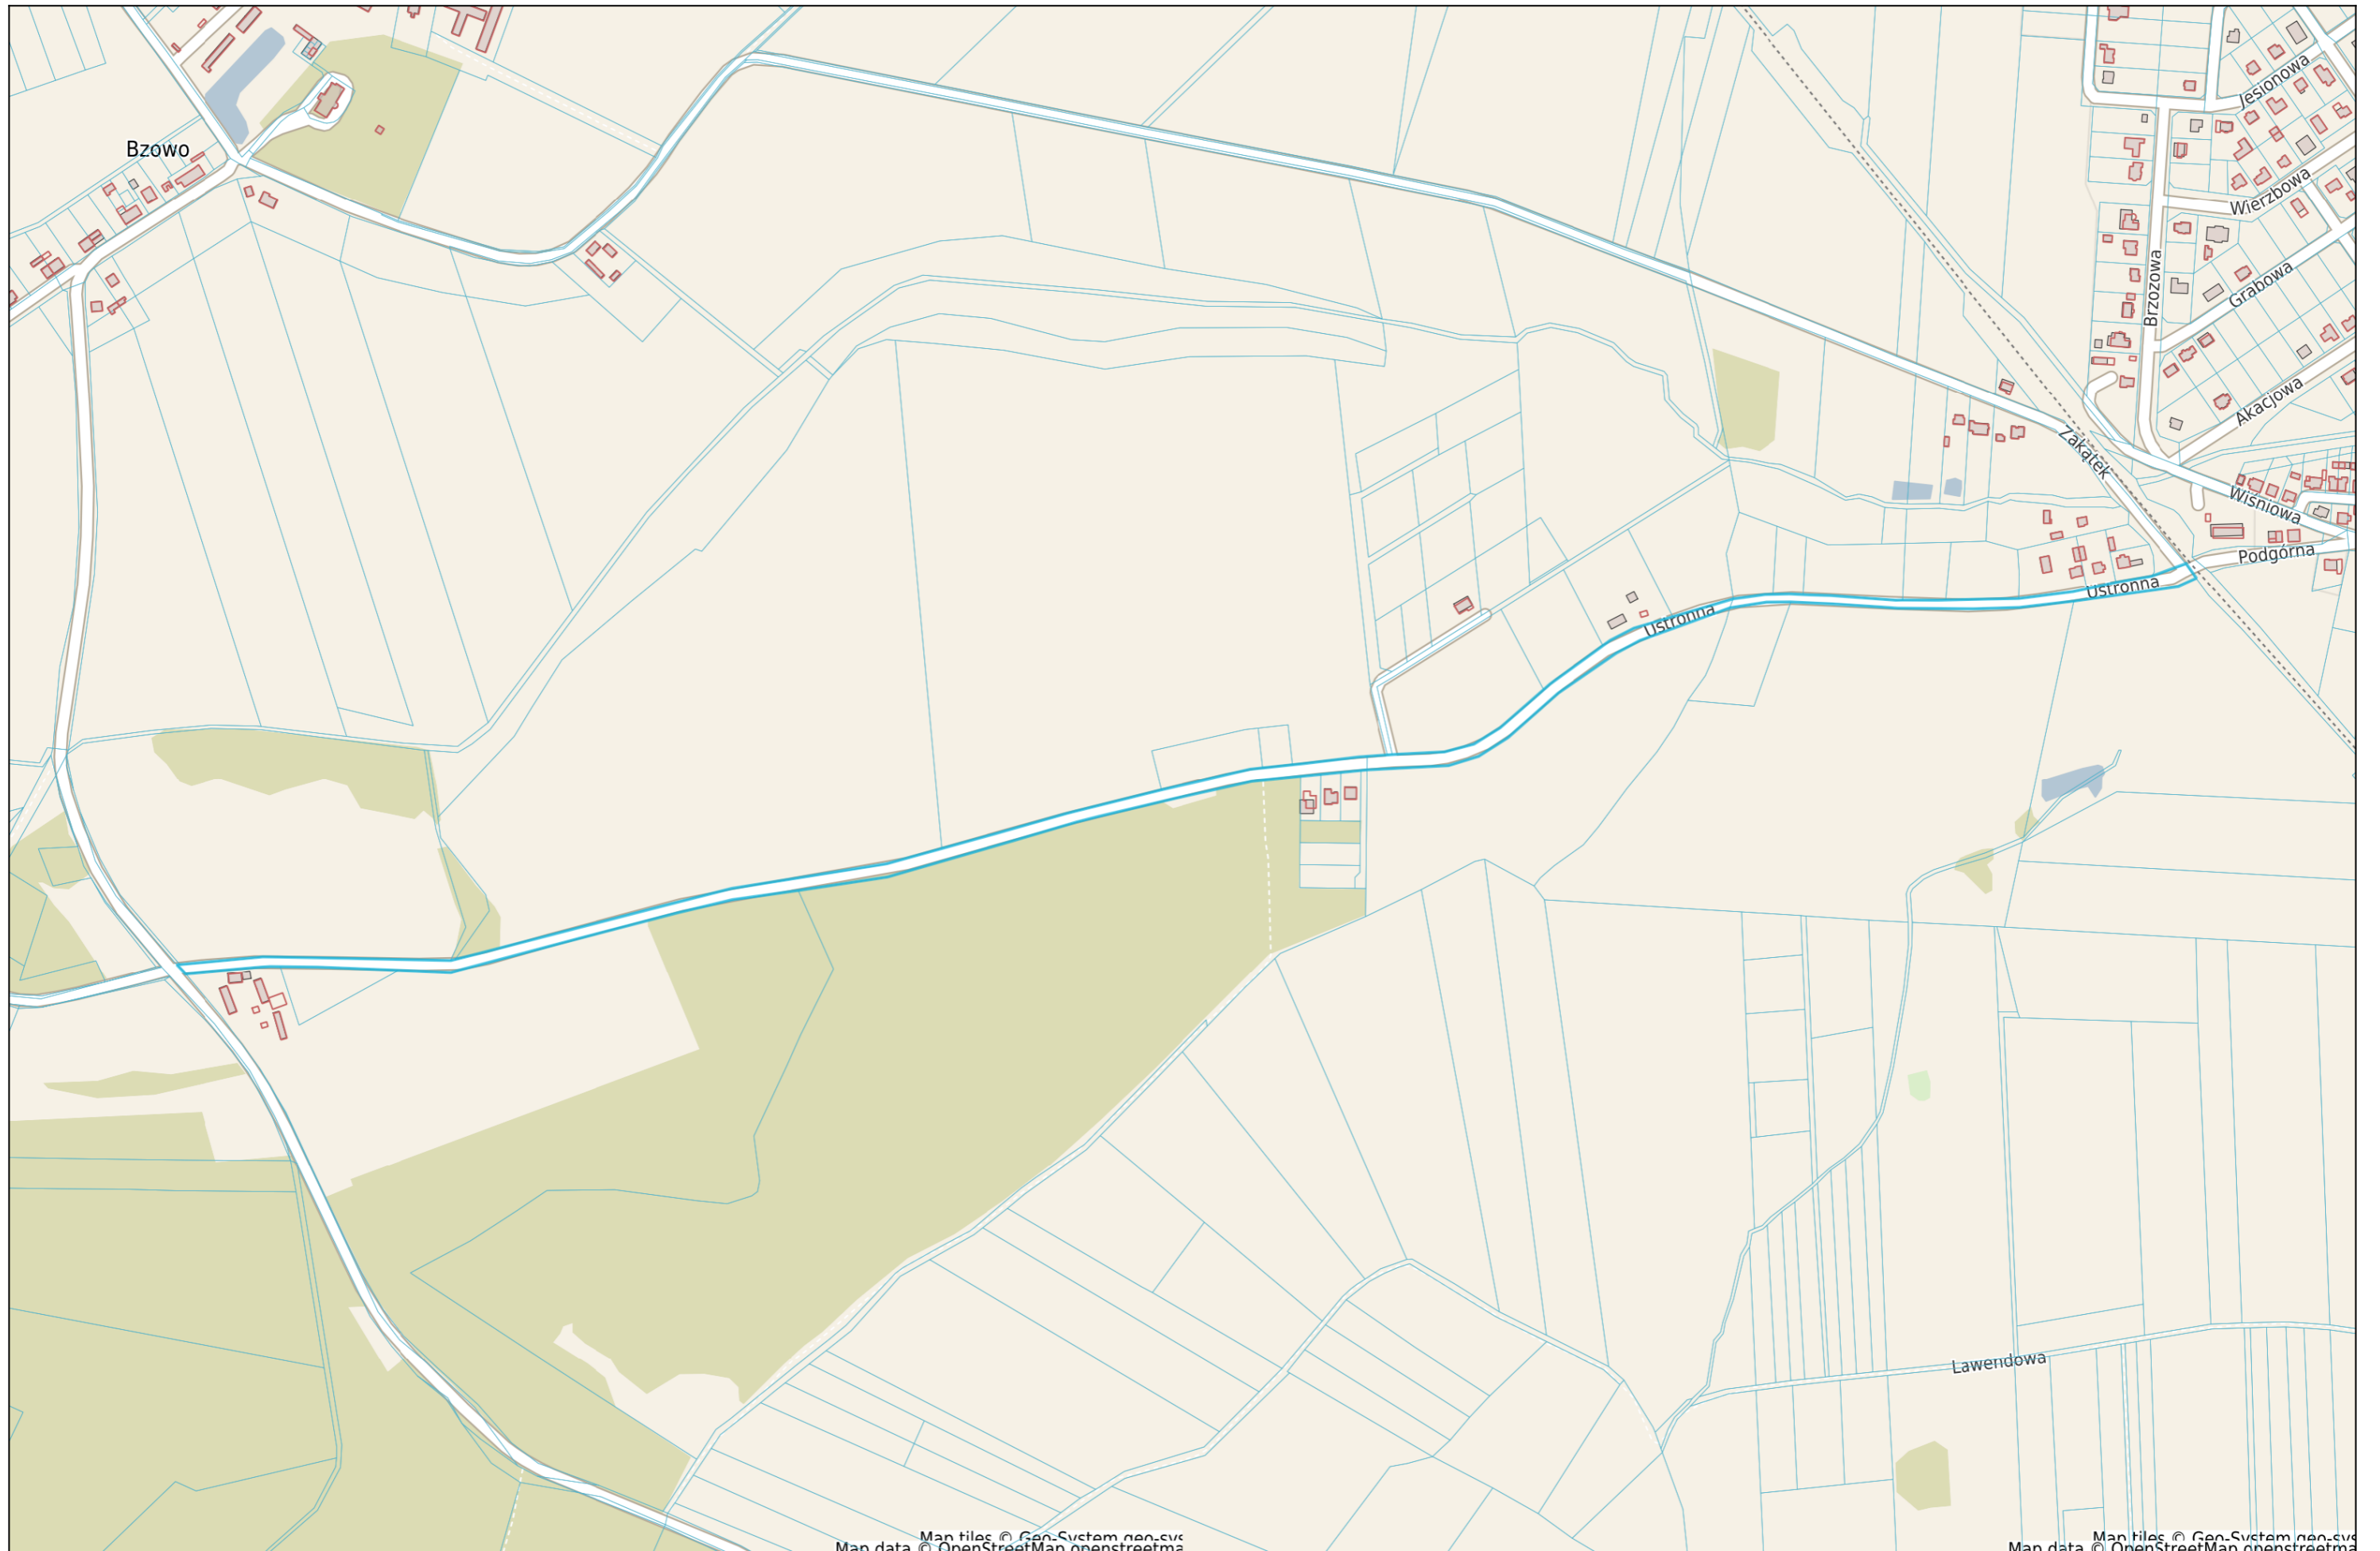 Jesionowa
Bzowo
Wierzbowa
Brzozowa
Grabowa
Akacjowa
Zakątek
Wiśniowa
Podgórna
Ustronna
Ustronna
Lawendowa
Map tiles © Geo-System geo-sys
Map data © OpenStreetMap openstreetma
Map tiles © Geo-System geo-sys
Map data © OpenStreetMap openstreetma